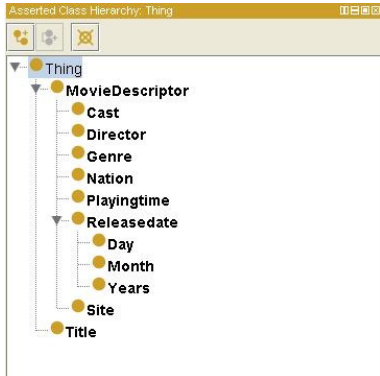 Asserted Class Hierarchy: Thing
Thing
MovieDescriptor
Cast
Director
Genre
Nation
Playingtime
Releasedate
Day
Month
Years
Site
Title